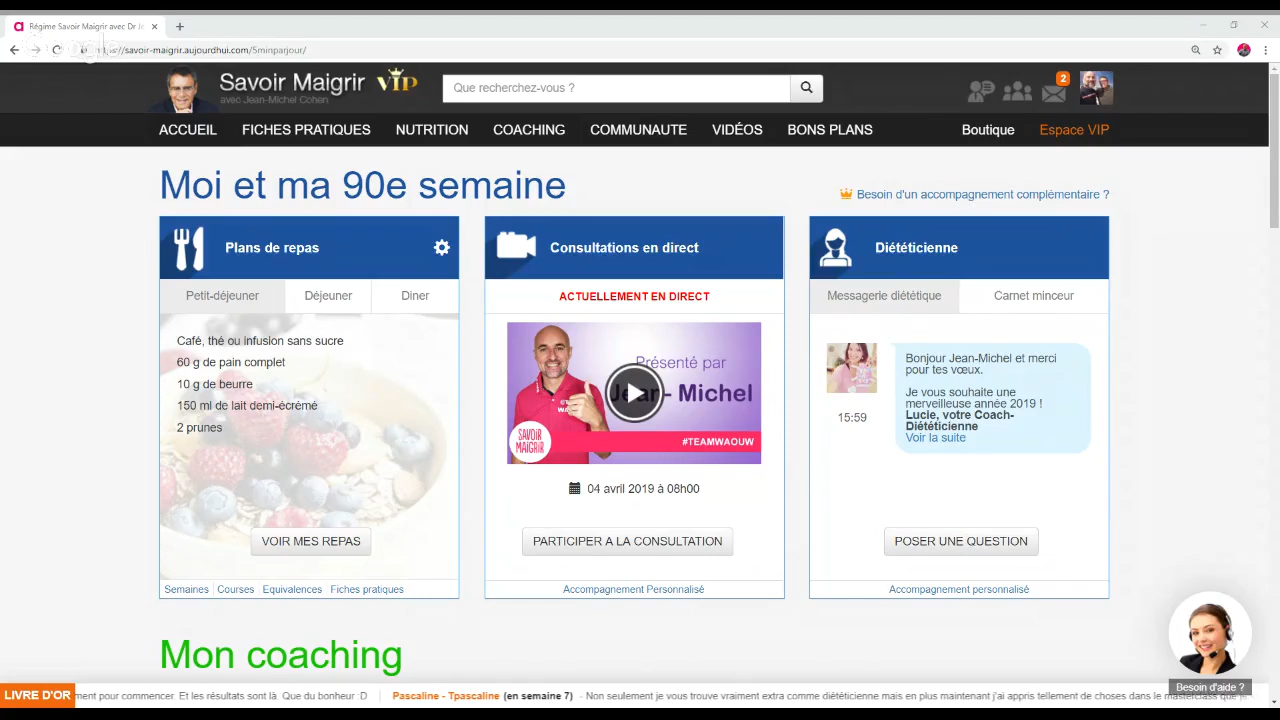 Régime Savoir Maigrir avec Dr Je
https://savoir-maigrir.aujourdhui.com/5minparjour/
Savoir Maigrir VIP
avec Jean-Michel Cohen
Que recherchez-vous ?
2
ACCUEIL FICHES PRATIQUES NUTRITION COACHING COMMUNAUTE VIDÉOS BONS PLANS Boutique Espace VIP
Moi et ma 90e semaine
Besoin d'un accompagnement complémentaire ?
Plans de repas
Petit-déjeuner Déjeuner Diner
Café, thé ou infusion sans sucre
60 g de pain complet
10 g de beurre
150 ml de lait demi-écrémé
2 prunes
VOIR MES REPAS
Semaines Courses Equivalences Fiches pratiques
Consultations en direct
ACTUELLEMENT EN DIRECT
Présenté par
Jean - Michel
SAVOIR
MAIGRIR
#TEAMWAOUW
04 avril 2019 à 08h00
PARTICIPER A LA CONSULTATION
Accompagnement Personnalisé
Diététicienne
Messagerie diététique Carnet minceur
Bonjour Jean-Michel et merci
pour tes vœux.
Je vous souhaite une
merveilleuse année 2019 !
Lucie, votre Coach-
Diététicienne
Voir la suite
15:59
POSER UNE QUESTION
Accompagnement personnalisé
Mon coaching
Besoin d'aide ?
LIVRE D'OR ment pour commencer. Et les résultats sont là. Que du bonheur :D Pascaline - Tpascaline (en semaine 7) - Non seulement je vous trouve vraiment extra comme diététicienne mais en plus maintenant j'ai appris tellement de choses dans le masterclass que